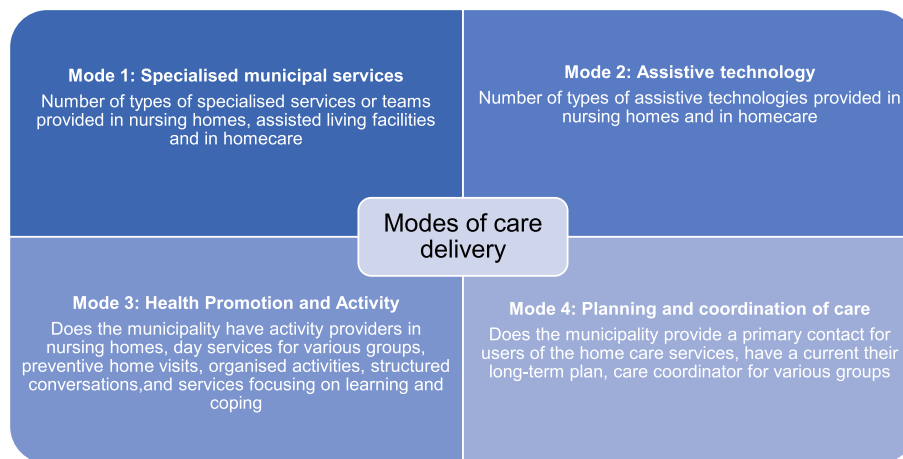 Mode 1: Specialised municipal services
Number of types of specialised services or teams
provided in nursing homes, assisted living facilities
and in homecare
Mode 2: Assistive technology
Number of types of assistive technologies provided in
nursing homes and in homecare
Modes of care
delivery
Mode 3: Health Promotion and Activity
Does the municipality have activity providers in
nursing homes, day services for various groups,
preventive home visits, organised activities, structured
conversations,and services focusing on learning and
coping
Mode 4: Planning and coordination of care
Does the municipality provide a primary contact for
users of the home care services, have a current their
long-term plan, care coordinator for various groups